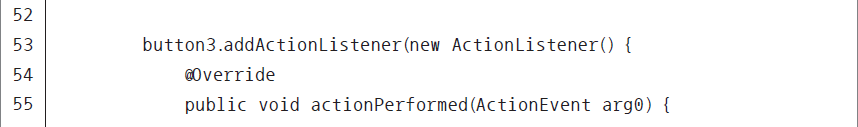 52
53 button3.addActionListener(new ActionListener() {
54 @Override
55 public void actionPerformed(ActionEvent arg0) {